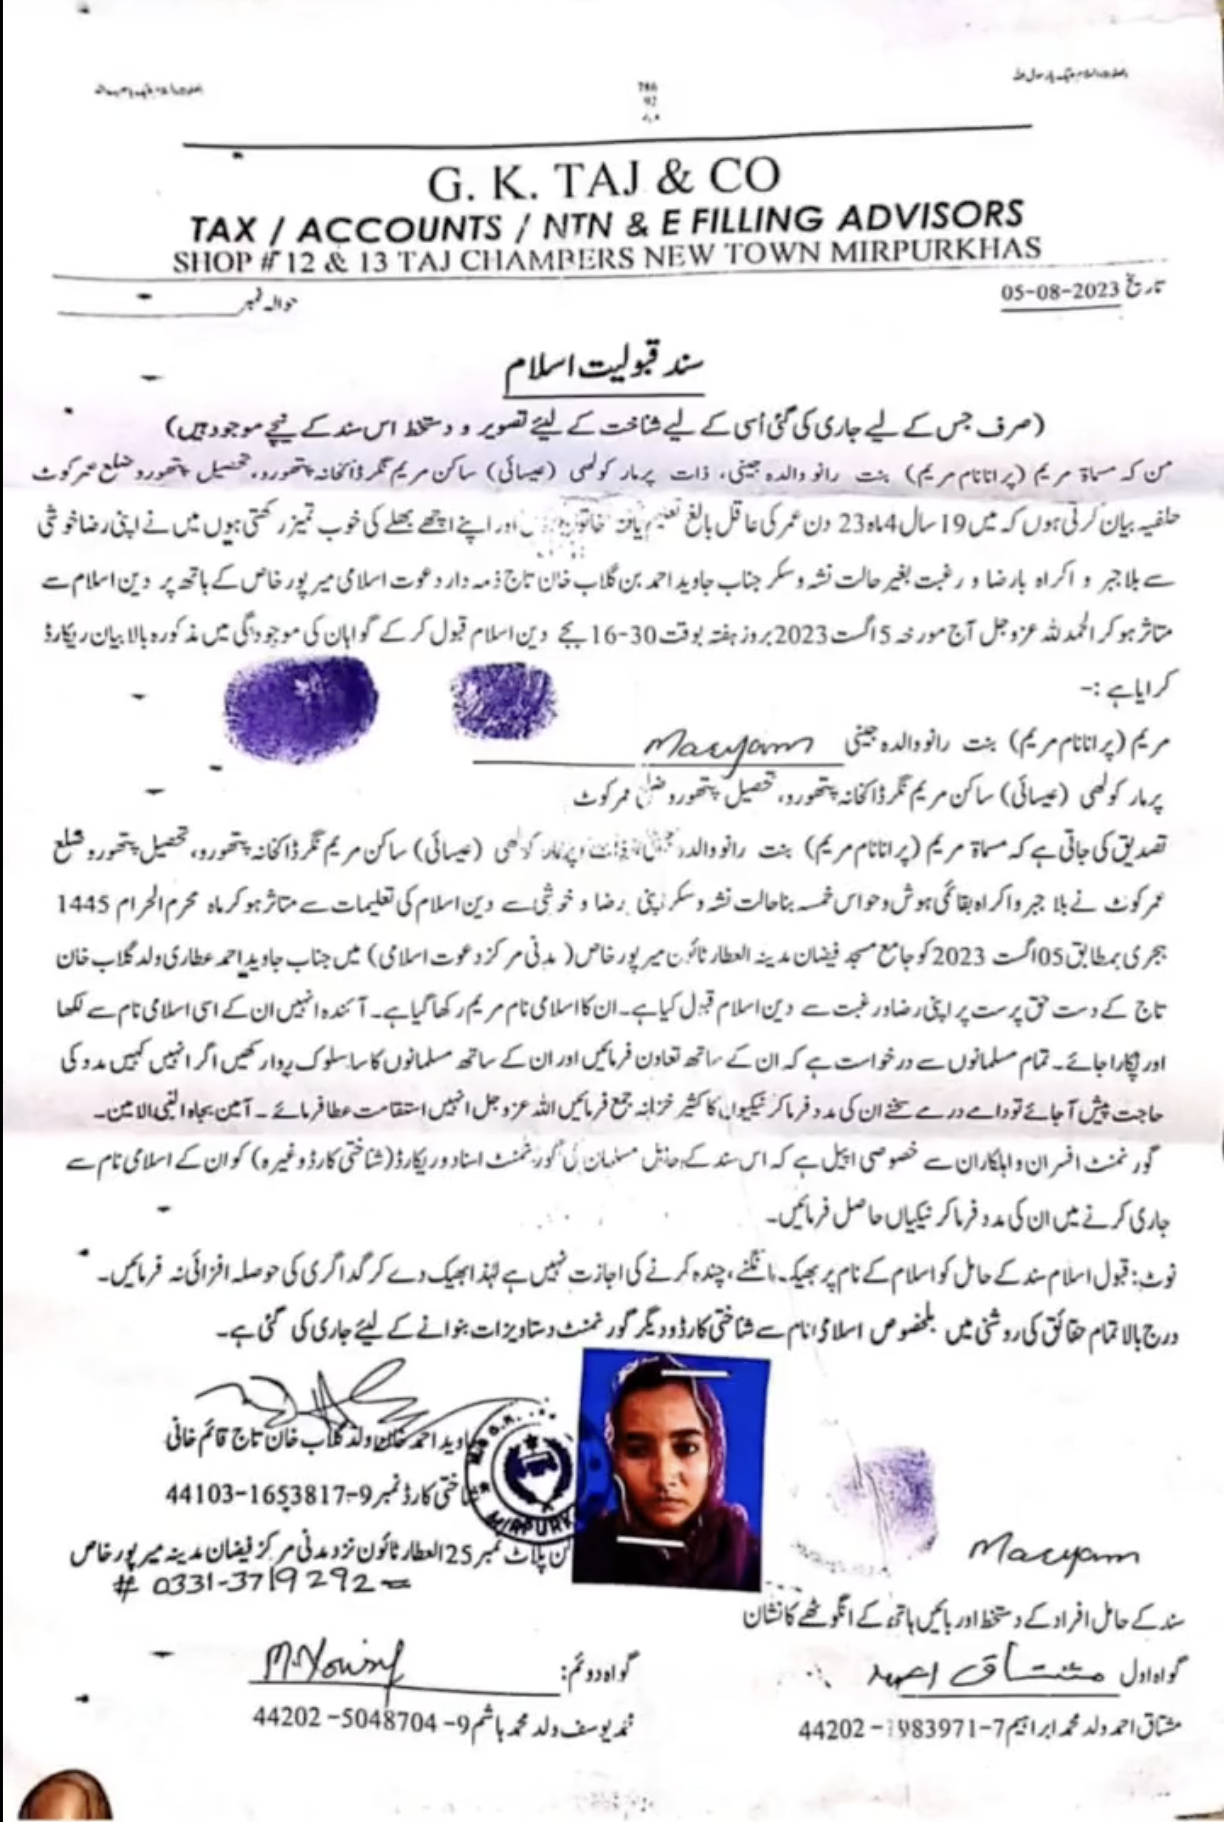 786
92
G. K. TAJ & CO
TAX / ACCOUNTS / NTN & E FILLING ADVISORS
SHOP # 12 & 13 TAJ CHAMBERS NEW TOWN MIRPURKHAS
تاریخ 05-08-2023
حوالہ نمبر -
سند قبولیت اسلام
(صرف جس کے لیے جاری کی گئی اُسی کے لیے شناخت کے لیئے تصویر و دستخط اس سند کے نیچے موجود ہیں)
من کہ مسماۃ مریم (پرانا نام مریم) بنت رانو والدہ جینی، ذات پرمار کولھی (عیسائی) ساکن مریم نگر ڈاکخانہ پتھورو، تحصیل پتھورو ضلع عمرکوٹ
حلفیہ بیان کرتی ہوں کہ میں 19 سال 4 ماہ 23 دن عمر کی عاقل بالغ تعلیم یافتہ خاتون ہوں اور اپنے اچھے بھلے کی خوب تمیز رکھتی ہوں میں نے اپنی رضا خوشی
سے بلا جبر و اکراہ بارضا و رغبت بغیر حالت نشہ و سکر جناب جاوید احمد بن گلاب خان تاج ذمہ دار دعوت اسلامی میرپور خاص کے ہاتھ پر دین اسلام سے
متاثر ہو کر الحمد للہ عزوجل آج مورخہ 5 اگست 2023 بروز ہفتہ بوقت 30-16 بجے دین اسلام قبول کر کے گواہان کی موجودگی میں مذکورہ بالا بیان ریکارڈ
کرایا ہے :-
مریم (پرانا نام مریم) بنت رانو والدہ جینی Maryam
پرمار کولھی (عیسائی) ساکن مریم نگر ڈاکخانہ پتھورو، تحصیل پتھورو ضلع عمرکوٹ
تصدیق کی جاتی ہے کہ مسماۃ مریم (پرانا نام مریم) بنت رانو والدہ جینی ذات پرمار کولھی (عیسائی) ساکن مریم نگر ڈاکخانہ پتھورو، تحصیل پتھورو ضلع
عمرکوٹ نے بلا جبر و اکراہ بقائمی ہوش و حواس خمسہ بنا حالت نشہ و سکر اپنی رضا و خوشی سے دین اسلام کی تعلیمات سے متاثر ہو کر ماہ محرم الحرام 1445
ہجری بمطابق 05 اگست 2023 کو جامع مسجد فیضان مدینہ العطار ٹاؤن میرپور خاص (مدنی مرکز دعوت اسلامی) میں جناب جاوید احمد عطاری ولد گلاب خان
تاج کے دست حق پرست پر اپنی رضا و رغبت سے دین اسلام قبول کیا ہے۔ ان کا اسلامی نام مریم رکھا گیا ہے۔ آئندہ انہیں ان کے اسی اسلامی نام سے لکھا
اور پکارا جائے۔ تمام مسلمانوں سے درخواست ہے کہ ان کے ساتھ تعاون فرمائیں اور ان کے ساتھ مسلمانوں کا سا سلوک روا رکھیں اگر انہیں کہیں مدد کی
حاجت پیش آجائے تو دامے درمے سخنے ان کی مدد فرما کر نیکیوں کا کثیر خزانہ جمع فرمائیں اللہ عزوجل انہیں استقامت عطا فرمائے۔ آمین بجاہ النبی الامین۔
گورنمنٹ افسران و اہلکاران سے خصوصی اپیل ہے کہ اس سند کے حامل مسلمان کی گورنمنٹ اسناد و ریکارڈ (شناختی کارڈ وغیرہ) کو ان کے اسلامی نام سے
جاری کرنے میں ان کی مدد فرما کر نیکیاں حاصل فرمائیں۔
نوٹ: قبول اسلام سند کے حامل کو اسلام کے نام پر بھیک مانگنے، چندہ کرنے کی اجازت نہیں ہے لہذا بھیک دے کر گداگری کی حوصلہ افزائی نہ فرمائیں۔
درج بالا تمام حقائق کی روشنی میں بلخصوص اسلامی نام سے شناختی کارڈ و دیگر گورنمنٹ دستاویزات بنوانے کے لیئے جاری کی گئی ہے۔
جاوید احمد خان ولد گلاب خان تاج قائم خانی
شناختی کارڈ نمبر 44103-1653817-9
پلاٹ نمبر 25 العطار ٹاؤن نزد مدنی مرکز فیضان مدینہ میرپور خاص
# 0331-3719292
MIRPURK
Maryam
سند کے حامل افراد کے دستخط اور بائیں ہاتھ کے انگوٹھے کا نشان
گواہ اول مشتاق احمد
گواہ دوئم: M.Yousif
مشتاق احمد ولد محمد ابراہیم 44202-1983971-7
محمد یوسف ولد محمد ہاشم 44202-5048704-9